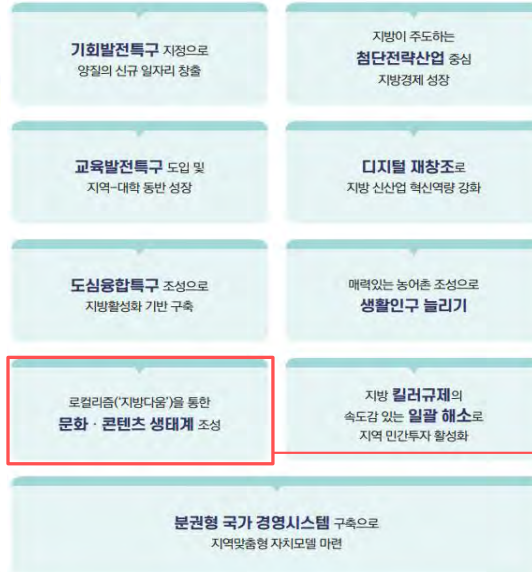 기회발전특구 지정으로
양질의 신규 일자리 창출
지방이 주도하는
첨단전략산업 중심
지방경제 성장
교육발전특구 도입 및
지역-대학 동반 성장
디지털 재창조로
지방 신산업 혁신역량 강화
도심융합특구 조성으로
지방활성화 기반 구축
매력있는 농어촌 조성으로
생활인구 늘리기
로컬리즘('지방다움')을 통한
문화·콘텐츠 생태계 조성
지방 킬러규제의
속도감 있는 일괄 해소로
지역 민간투자 활성화
분권형 국가 경영시스템 구축으로
지역맞춤형 자치모델 마련